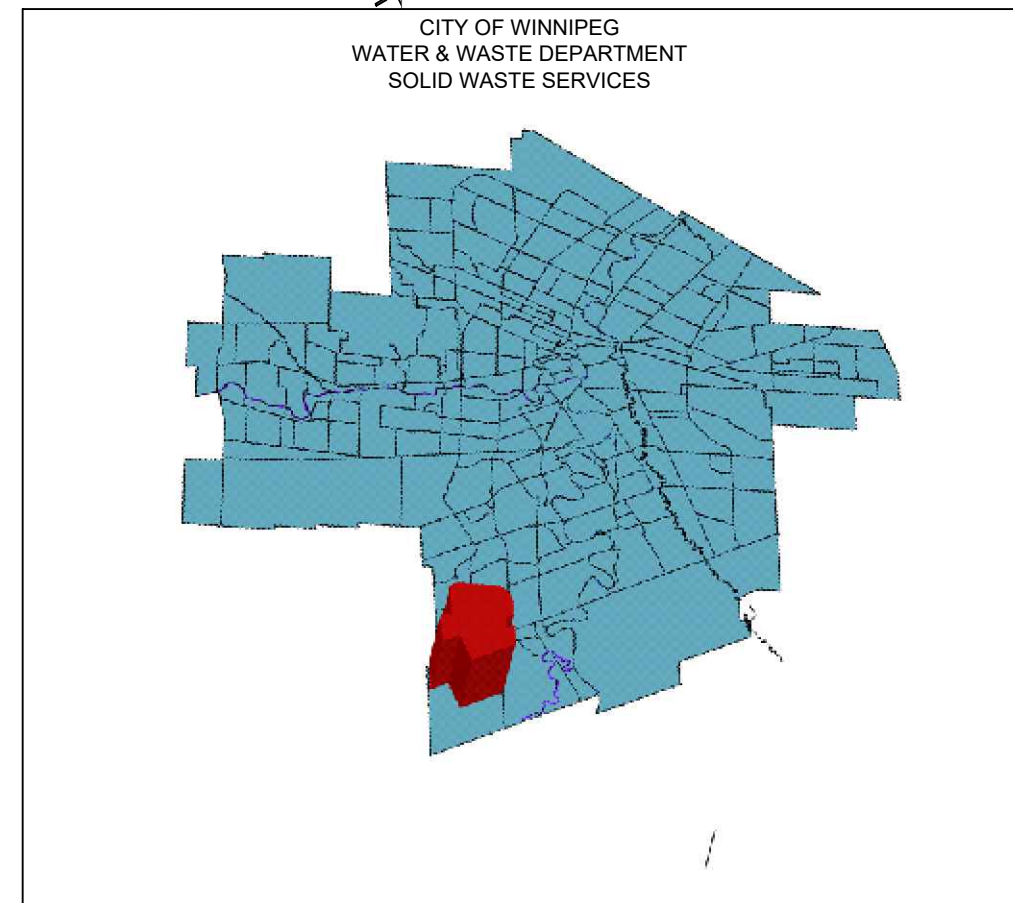 CITY OF WINNIPEG
WATER & WASTE DEPARTMENT
SOLID WASTE SERVICES